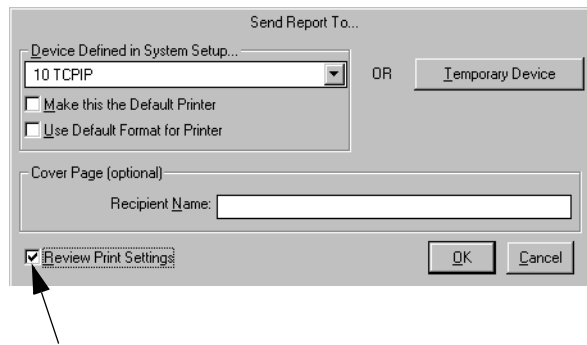 Send Report To...
Device Defined in System Setup...
10 TCPIP
OR
Temporary Device
Make this the Default Printer
Use Default Format for Printer
Cover Page (optional)
Recipient Name:
Review Print Settings
OK
Cancel